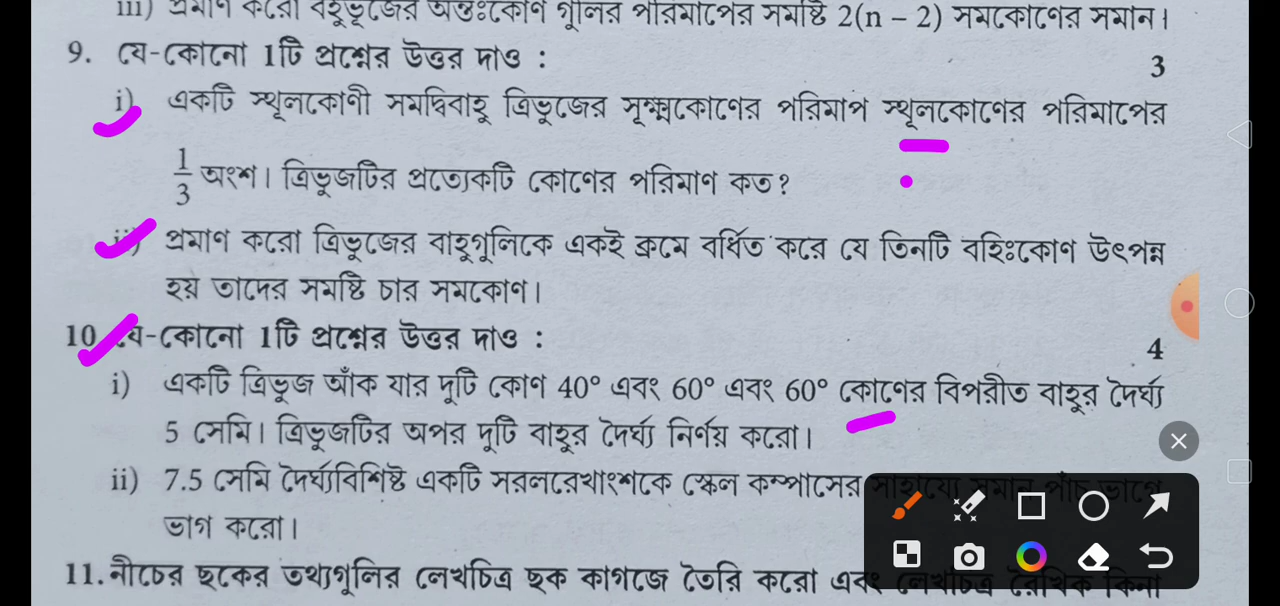 iii) প্রমাণ করো বহুভূজের অন্তঃকোণ গুলির পরিমাপের সমষ্টি 2(n – 2) সমকোণের সমান।
9. যে-কোনো 1টি প্রশ্নের উত্তর দাও : 3
i) একটি স্থূলকোণী সমদ্বিবাহু ত্রিভুজের সূক্ষ্মকোণের পরিমাপ স্থূলকোণের পরিমাপের
1/3 অংশ। ত্রিভুজটির প্রত্যেকটি কোণের পরিমাণ কত?
ii) প্রমাণ করো ত্রিভুজের বাহুগুলিকে একই ক্রমে বর্ধিত করে যে তিনটি বহিঃকোণ উৎপন্ন
হয় তাদের সমষ্টি চার সমকোণ।
10. যে-কোনো 1টি প্রশ্নের উত্তর দাও : 4
i) একটি ত্রিভুজ আঁক যার দুটি কোণ 40° এবং 60° এবং 60° কোণের বিপরীত বাহুর দৈর্ঘ্য
5 সেমি। ত্রিভুজটির অপর দুটি বাহুর দৈর্ঘ্য নির্ণয় করো।
ii) 7.5 সেমি দৈর্ঘ্যবিশিষ্ট একটি সরলরেখাংশকে স্কেল কম্পাসের সাহায্যে সমান পাঁচ ভাগে
ভাগ করো।
11. নীচের ছকের তথ্যগুলির লেখচিত্র ছক কাগজে তৈরি করো এবং লেখচিত্র রৈখিক কিনা